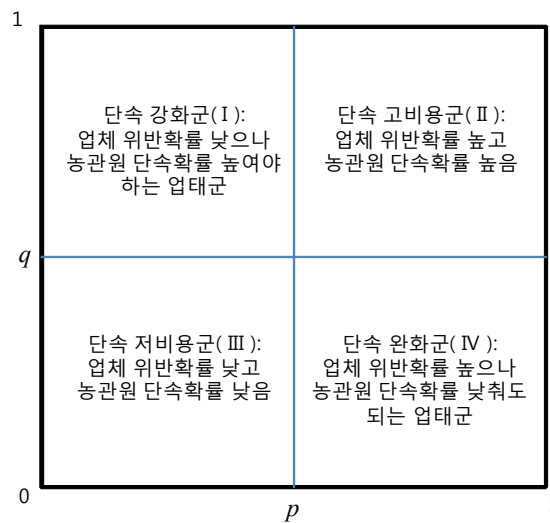 1
단속 강화군(Ⅰ):
업체 위반확률 낮으나
농관원 단속확률 높여야
하는 업태군
단속 고비용군(Ⅱ):
업체 위반확률 높고
농관원 단속확률 높음
q
단속 저비용군(Ⅲ):
업체 위반확률 낮고
농관원 단속확률 낮음
단속 완화군(Ⅳ):
업체 위반확률 높으나
농관원 단속확률 낮춰도
되는 업태군
0
p